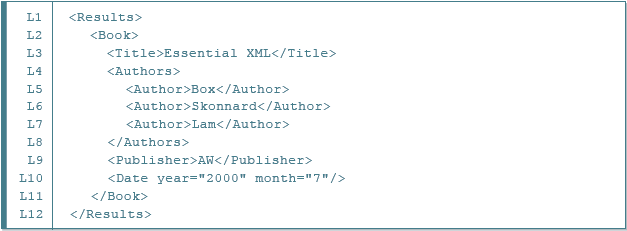 L1 <Results>
L2 <Book>
L3 <Title>Essential XML</Title>
L4 <Authors>
L5 <Author>Box</Author>
L6 <Author>Skonnard</Author>
L7 <Author>Lam</Author>
L8 </Authors>
L9 <Publisher>AW</Publisher>
L10 <Date year="2000" month="7"/>
L11 </Book>
L12 </Results>